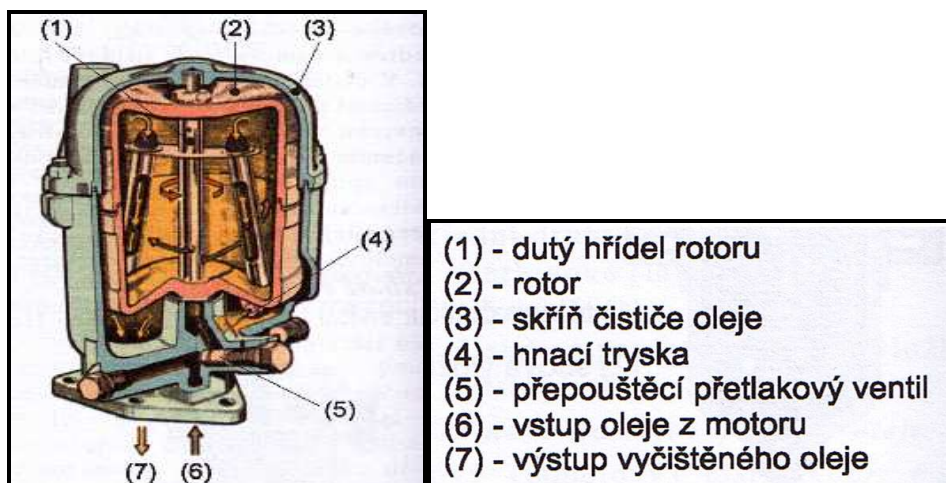 (1) (2) (3)
(4)
(5)
(7) (6)
(1) - dutý hřídel rotoru
(2) - rotor
(3) - skříň čističe oleje
(4) - hnací tryska
(5) - přepouštěcí přetlakový ventil
(6) - vstup oleje z motoru
(7) - výstup vyčištěného oleje